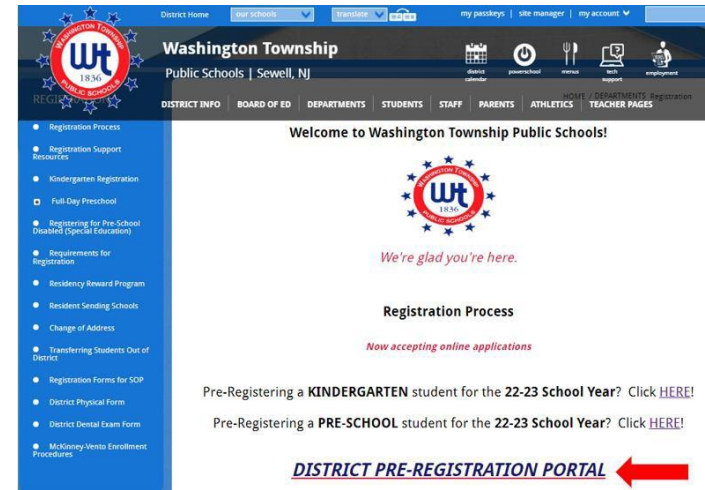 District Home
our schools
translate
my passkeys | site manager | my account
Washington Township
Public Schools | Sewell, NJ
district calendar
powerschool
menus
tech support
employment
WASHINGTON TOWNSHIP
wt
1836
PUBLIC SCHOOLS
HOME / DEPARTMENTS Registration
DISTRICT INFO | BOARD OF ED | DEPARTMENTS | STUDENTS | STAFF | PARENTS | ATHLETICS | TEACHER PAGES
Registration Process
Registration Support
Resources
Kindergarten Registration
Full-Day Preschool
Registering for Pre-School
Disabled (Special Education)
Requirements for
Registration
Residency Reward Program
Resident Sending Schools
Change of Address
Transferring Students Out of
District
Registration Forms for SOP
District Physical Form
District Dental Exam Form
McKinney-Vento Enrollment
Procedures
Welcome to Washington Township Public Schools!
WASHINGTON TOWNSHIP
wt
1836
PUBLIC SCHOOLS
We're glad you're here.
Registration Process
Now accepting online applications
Pre-Registering a KINDERGARTEN student for the 22-23 School Year? Click HERE!
Pre-Registering a PRE-SCHOOL student for the 22-23 School Year? Click HERE!
DISTRICT PRE-REGISTRATION PORTAL